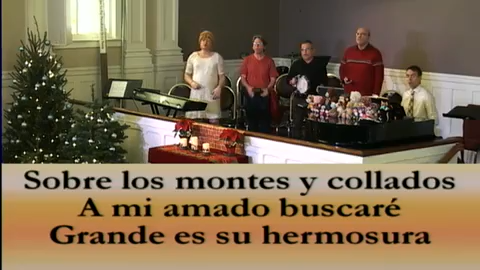 Sobre los montes y collados
A mi amado buscaré
Grande es su hermosura